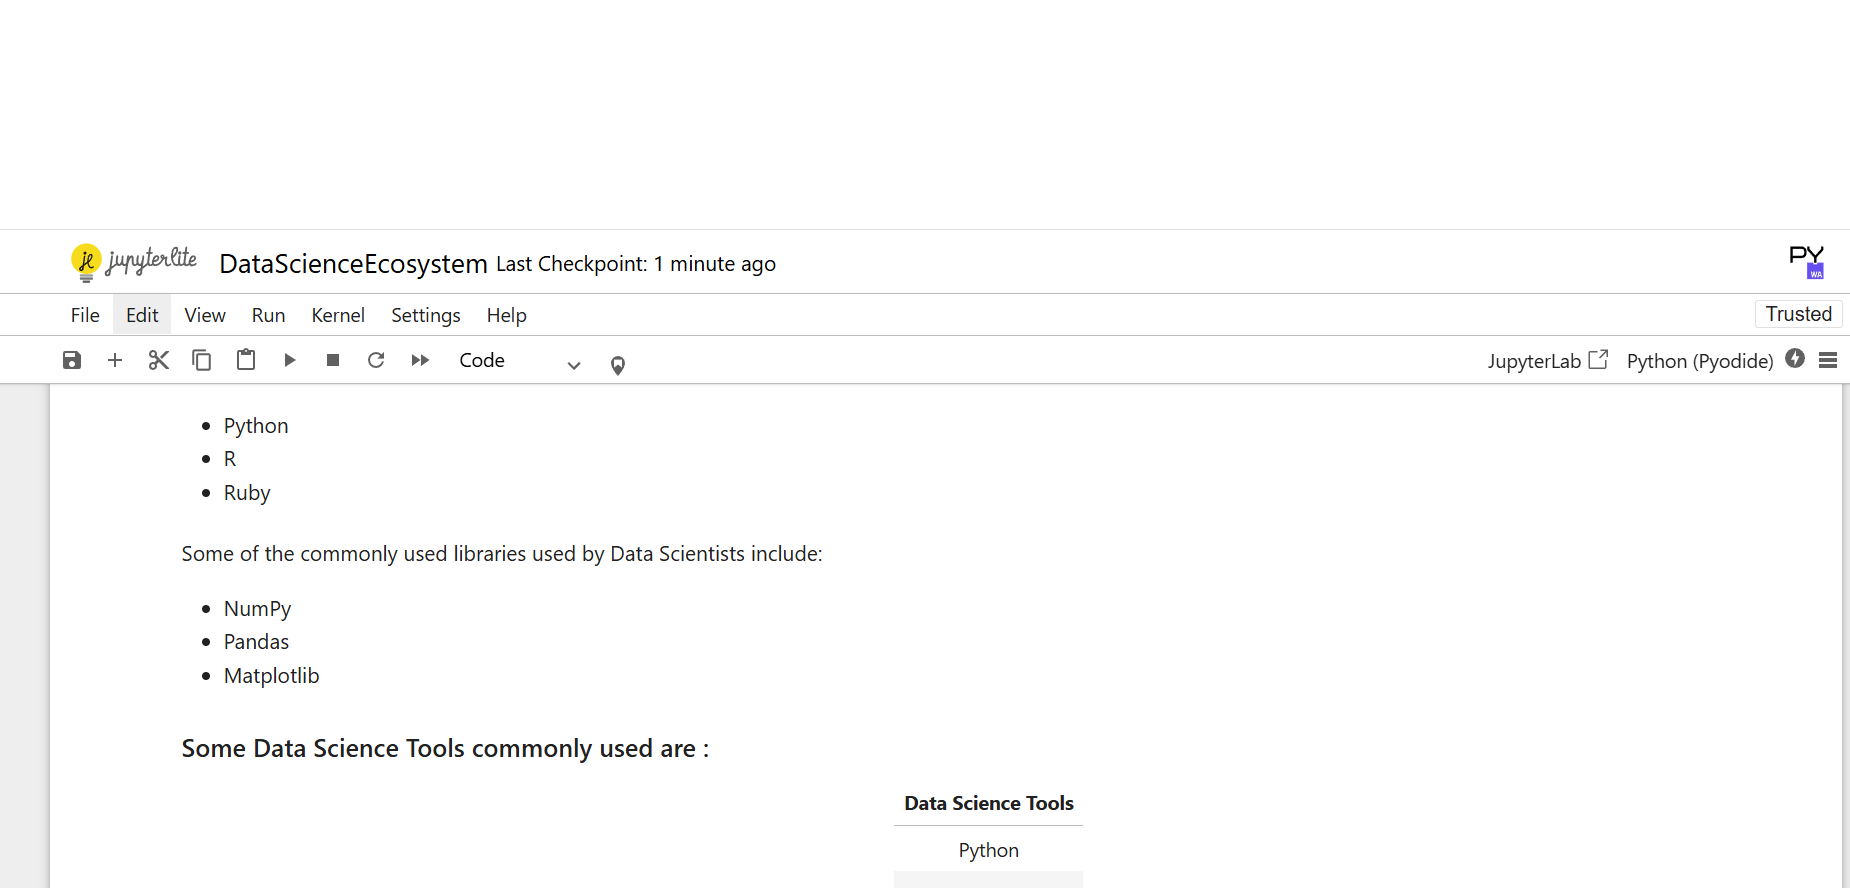 jupyterlite DataScienceEcosystem Last Checkpoint: 1 minute ago PY WA
File Edit View Run Kernel Settings Help Trusted
Code JupyterLab Python (Pyodide)
Python
R
Ruby
Some of the commonly used libraries used by Data Scientists include:
NumPy
Pandas
Matplotlib
Some Data Science Tools commonly used are :
Data Science Tools
Python